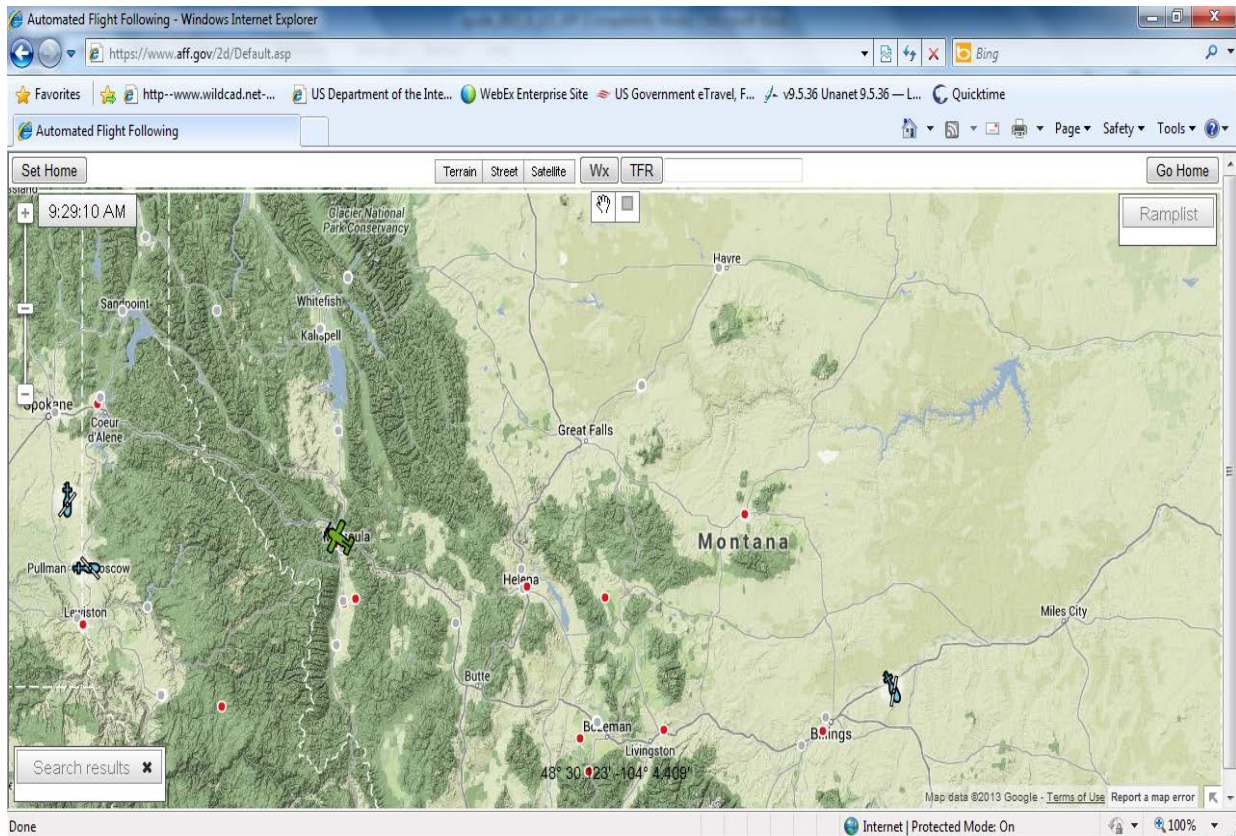 Automated Flight Following - Windows Internet Explorer
https://www.aff.gov/2d/Default.asp
Bing
Favorites
http--www.wildcad.net-...
US Department of the Inte...
WebEx Enterprise Site
US Government eTravel, F...
v9.5.36 Unanet 9.5.36 — L...
Quicktime
Automated Flight Following
Page
Safety
Tools
Set Home
Terrain
Street
Satellite
Wx
TFR
Go Home
9:29:10 AM
Ramplist
Glacier National
Park Conservancy
Havre
Sandpoint
Whitefish
Kalispell
Spokane
Coeur
d'Alene
Great Falls
Montana
Pullman
Helena
Lewiston
Miles City
Butte
Bozeman
Billings
Livingston
Search results
Map data ©2013 Google - Terms of Use
Report a map error
Done
Internet | Protected Mode: On
100%